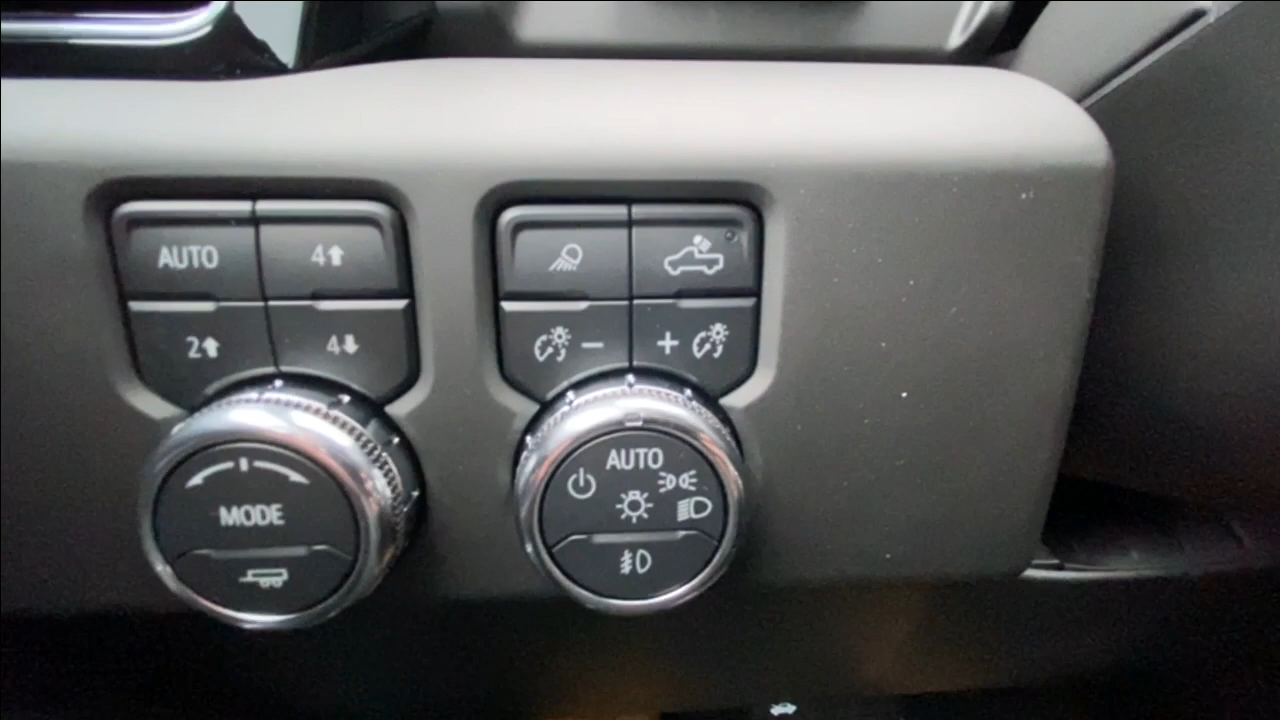 AUTO 4↑
2↑ 4↓
MODE
− +
AUTO